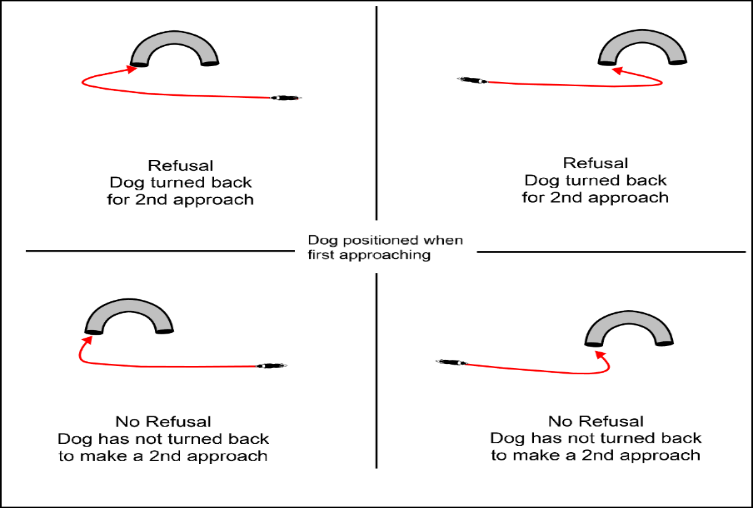 Refusal
Dog turned back
for 2nd approach
Refusal
Dog turned back
for 2nd approach
Dog positioned when
first approaching
No Refusal
Dog has not turned back
to make a 2nd approach
No Refusal
Dog has not turned back
to make a 2nd approach